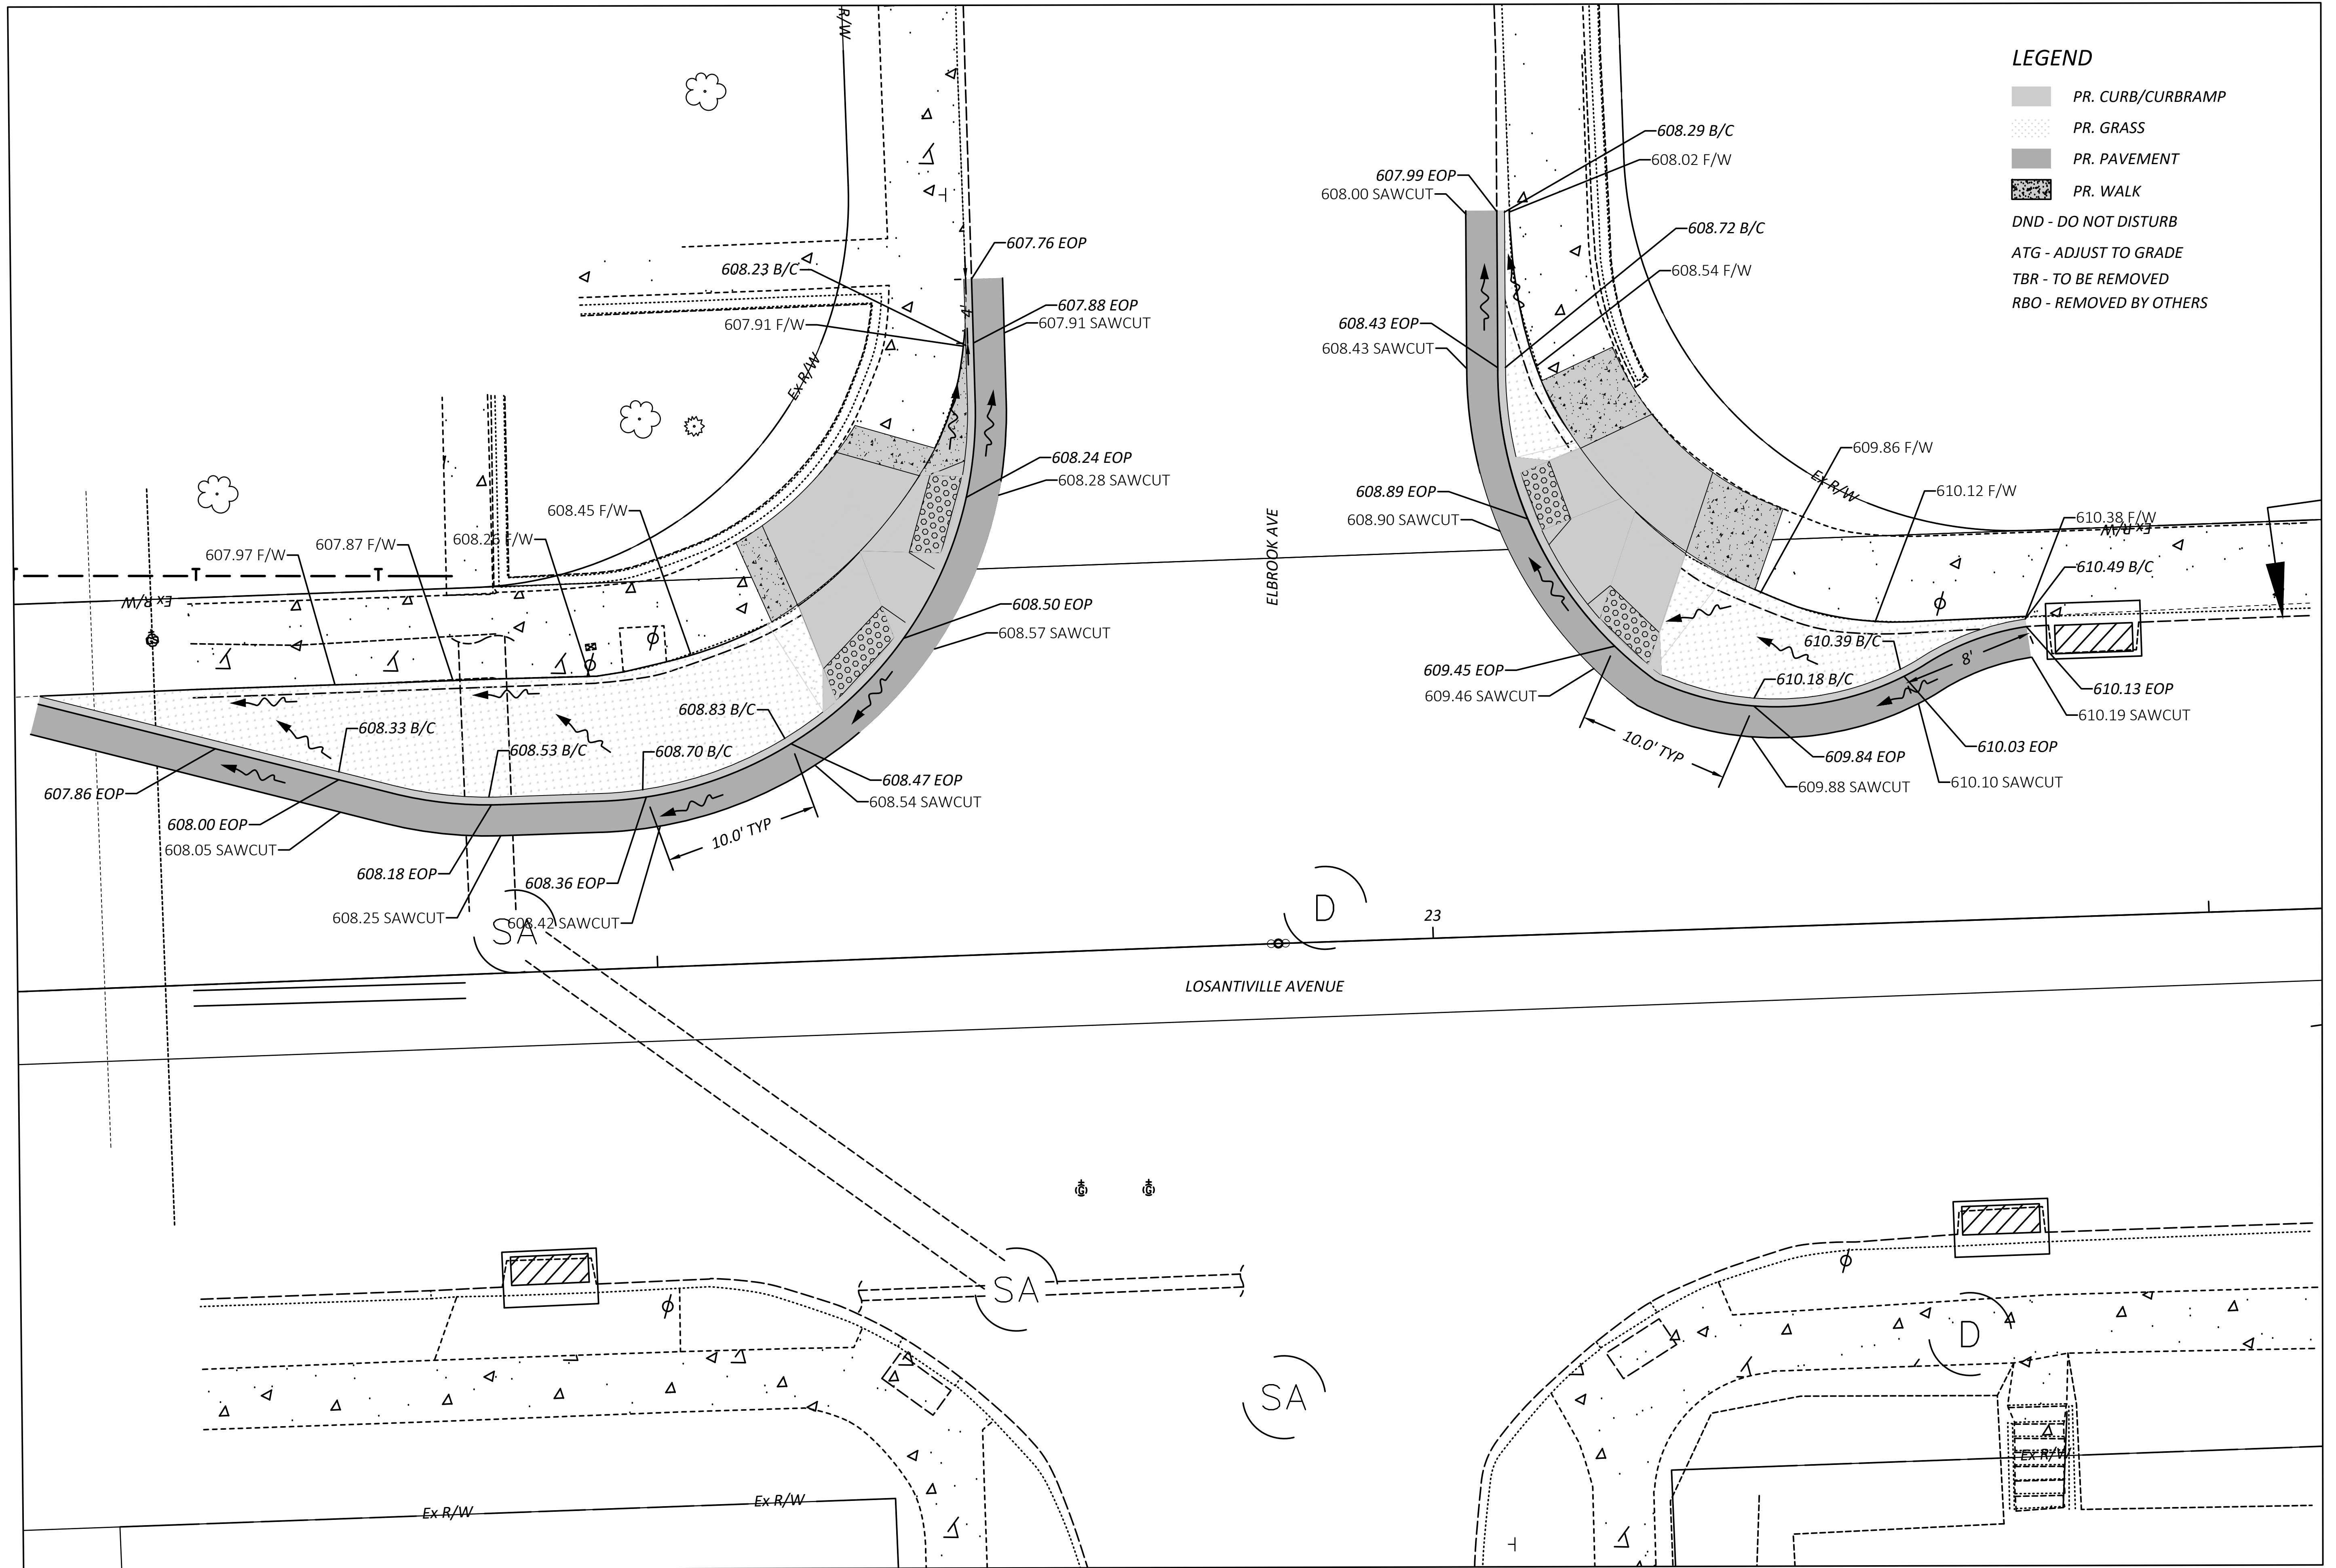 LEGEND
PR. CURB/CURBRAMP
PR. GRASS
PR. PAVEMENT
PR. WALK
DND - DO NOT DISTURB
ATG - ADJUST TO GRADE
TBR - TO BE REMOVED
RBO - REMOVED BY OTHERS
R/W
607.76 EOP
608.23 B/C
607.88 EOP
607.91 SAWCUT
607.91 F/W
4'
Ex R/W
608.24 EOP
608.28 SAWCUT
608.45 F/W
608.26 F/W
607.87 F/W
607.97 F/W
T
T
T
Ex R/W
G
608.50 EOP
608.57 SAWCUT
608.83 B/C
608.33 B/C
608.53 B/C
608.70 B/C
608.47 EOP
608.54 SAWCUT
607.86 EOP
608.00 EOP
608.05 SAWCUT
10.0' TYP
608.18 EOP
608.36 EOP
608.25 SAWCUT
608.42 SAWCUT
SA
608.29 B/C
608.02 F/W
607.99 EOP
608.00 SAWCUT
608.72 B/C
608.54 F/W
608.43 EOP
608.43 SAWCUT
609.86 F/W
Ex R/W
608.89 EOP
608.90 SAWCUT
610.12 F/W
610.38 F/W
Ex R/W
610.49 B/C
ELBROOK AVE
609.45 EOP
609.46 SAWCUT
610.39 B/C
8'
610.18 B/C
610.13 EOP
610.19 SAWCUT
10.0' TYP
609.84 EOP
610.03 EOP
609.88 SAWCUT
610.10 SAWCUT
D
23
LOSANTIVILLE AVENUE
G
G
SA
SA
D
Ex R/W
Ex R/W
Ex R/W